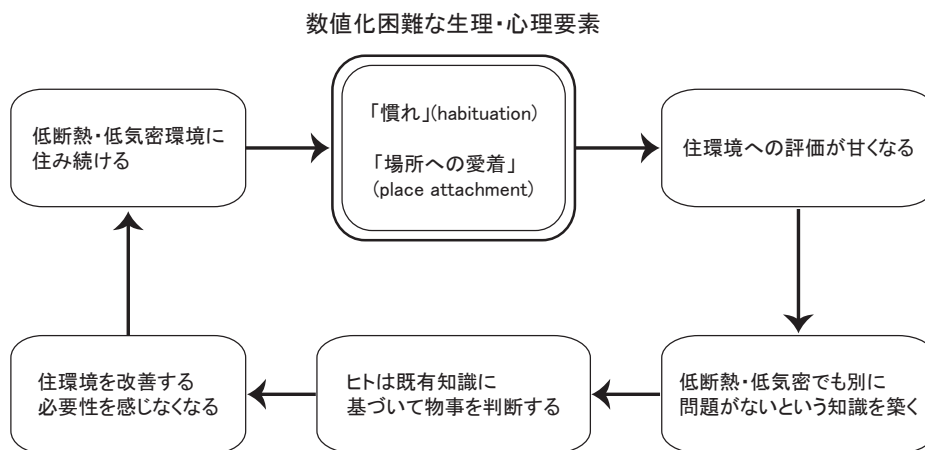 数値化困難な生理・心理要素
低断熱・低気密環境に
住み続ける
「慣れ」(habituation)
「場所への愛着」
(place attachment)
住環境への評価が甘くなる
低断熱・低気密でも別に
問題がないという知識を築く
ヒトは既有知識に
基づいて物事を判断する
住環境を改善する
必要性を感じなくなる